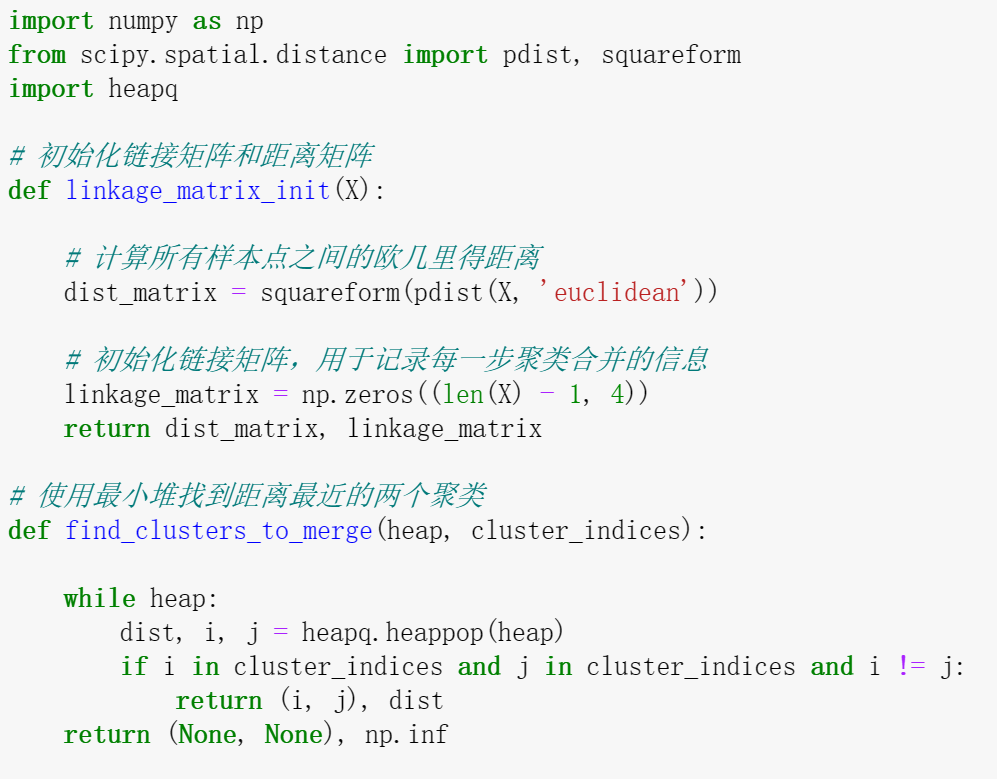 import numpy as np
from scipy.spatial.distance import pdist, squareform
import heapq
# 初始化链接矩阵和距离矩阵
def linkage_matrix_init(X):
    # 计算所有样本点之间的欧几里得距离
    dist_matrix = squareform(pdist(X, 'euclidean'))
    # 初始化链接矩阵，用于记录每一步聚类合并的信息
    linkage_matrix = np.zeros((len(X) - 1, 4))
    return dist_matrix, linkage_matrix
# 使用最小堆找到距离最近的两个聚类
def find_clusters_to_merge(heap, cluster_indices):
    while heap:
        dist, i, j = heapq.heappop(heap)
        if i in cluster_indices and j in cluster_indices and i != j:
            return (i, j), dist
    return (None, None), np.inf